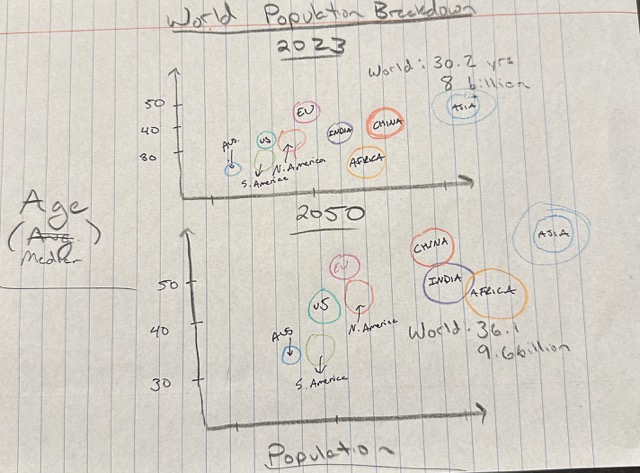 World Population Breakdown
2023
World: 30.2 yrs
8 billion
50
40
30
AUS.
US
EU
INDIA
CHINA
ASIA
S. America
N. America
AFRICA
Age
(Avg)
Median
2050
50
40
30
AUS
US
EU
N. America
S. America
CHINA
INDIA
AFRICA
ASIA
World: 36.1
9.6 billion
Population